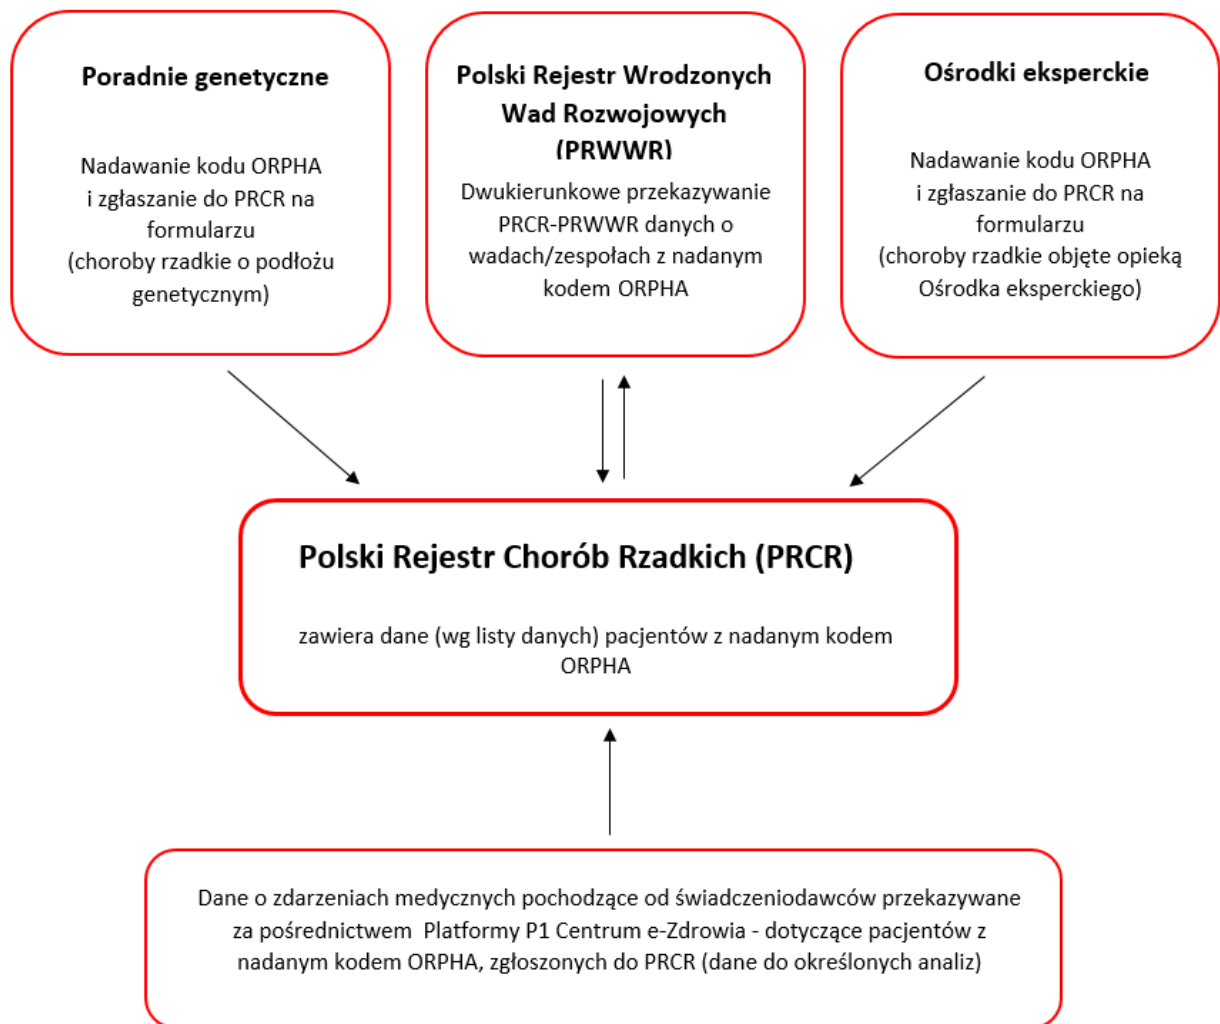 Poradnie genetyczne
Nadawanie kodu ORPHA
i zgłaszanie do PRCR na
formularzu
(choroby rzadkie o podłożu
genetycznym)
Polski Rejestr Wrodzonych
Wad Rozwojowych
(PRWWR)
Dwukierunkowe przekazywanie
PRCR-PRWWR danych o
wadach/zespołach z nadanym
kodem ORPHA
Ośrodki eksperckie
Nadawanie kodu ORPHA
i zgłaszanie do PRCR na
formularzu
(choroby rzadkie objęte opieką
Ośrodka eksperckiego)
Polski Rejestr Chorób Rzadkich (PRCR)
zawiera dane (wg listy danych) pacjentów z nadanym kodem
ORPHA
Dane o zdarzeniach medycznych pochodzące od świadczeniodawców przekazywane
za pośrednictwem Platformy P1 Centrum e-Zdrowia - dotyczące pacjentów z
nadanym kodem ORPHA, zgłoszonych do PRCR (dane do określonych analiz)